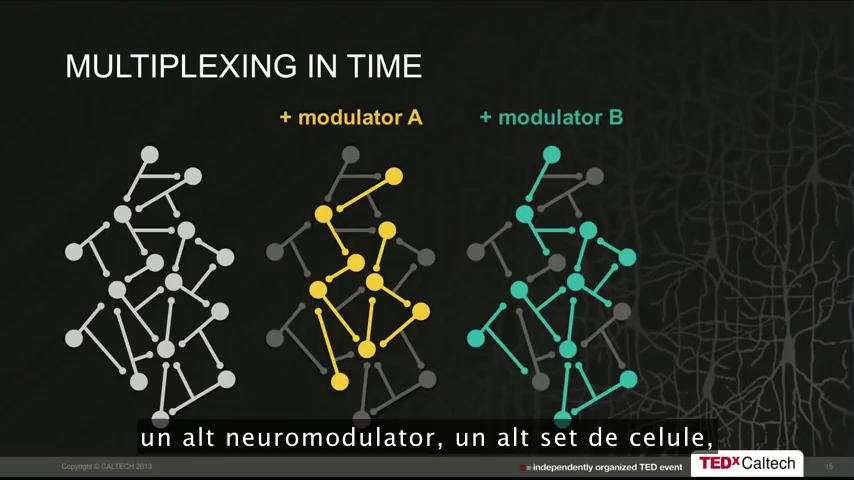 MULTIPLEXING IN TIME
+ modulator A
+ modulator B
un alt neuromodulator, un alt set de celule,
Copyright © CALTECH 2013
x= independently organized TED event
TEDxCaltech
15